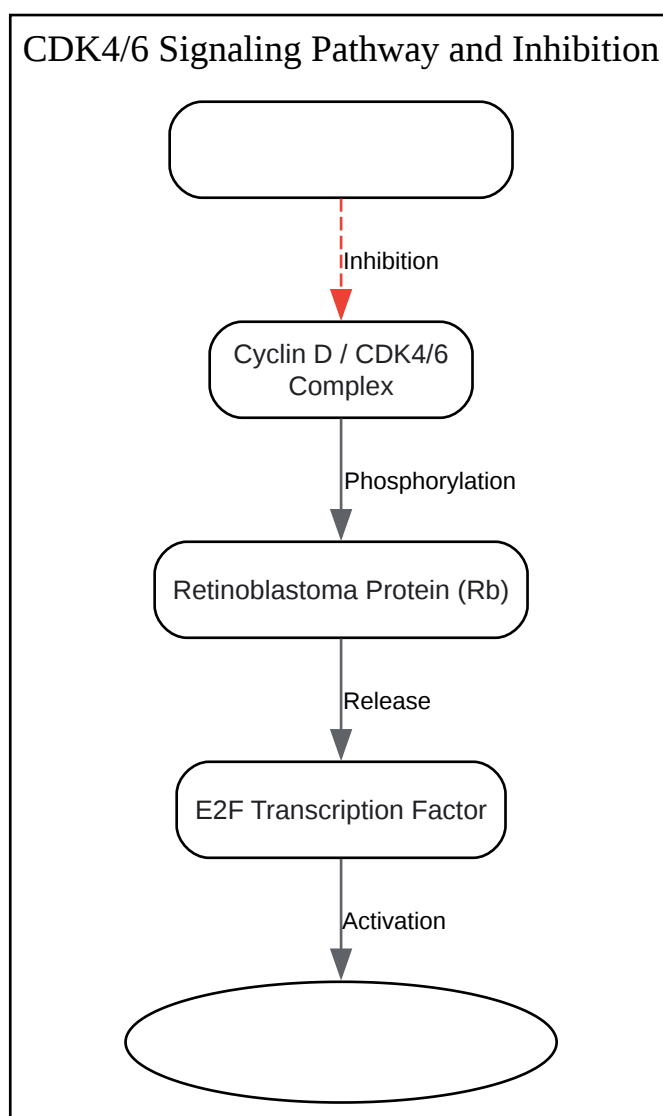 CDK4/6 Signaling Pathway and Inhibition
Inhibition
Cyclin D / CDK4/6
Complex
Phosphorylation
Retinoblastoma Protein (Rb)
Release
E2F Transcription Factor
Activation